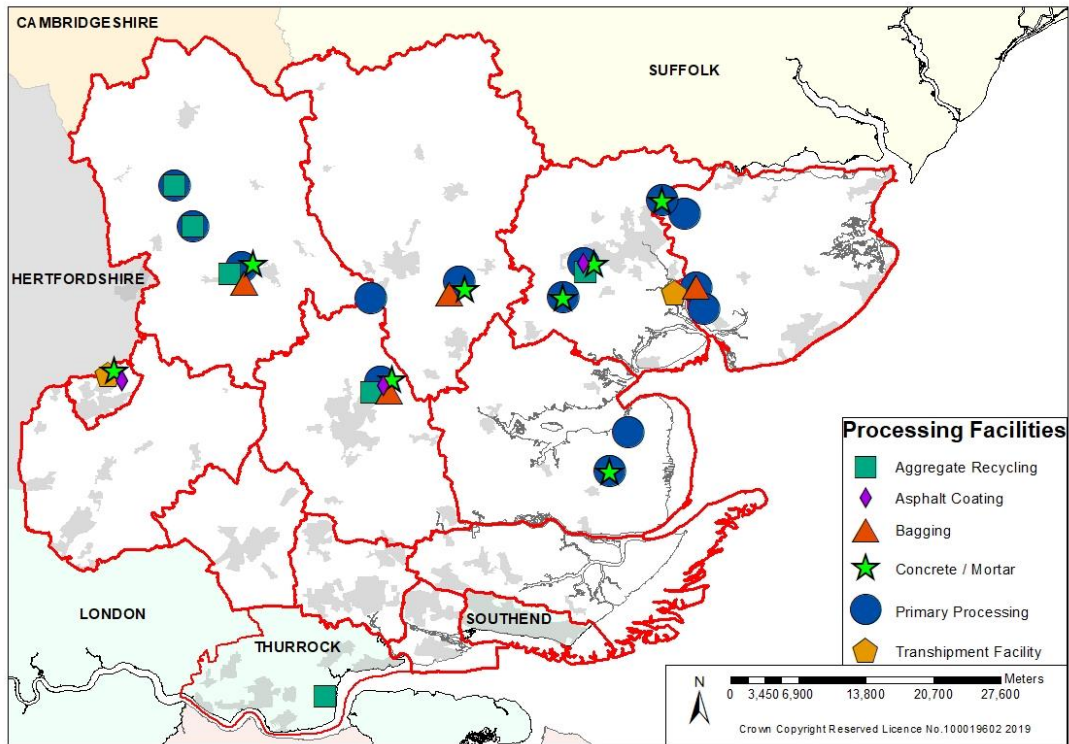 CAMBRIDGESHIRE
SUFFOLK
HERTFORDSHIRE
LONDON
THURROCK
SOUTHEND
Processing Facilities
Aggregate Recycling
Asphalt Coating
Bagging
Concrete / Mortar
Primary Processing
Transhipment Facility
N
Meters
0 3,450 6,900 13,800 20,700 27,600
Crown Copyright Reserved Licence No.100019602 2019